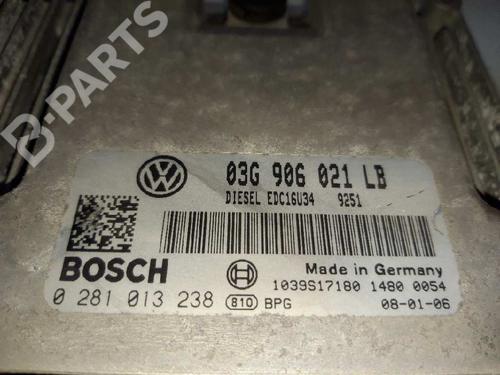 B-PARTS
03G 906 021 LB
DIESEL EDC16U34 9251
BOSCH
Made in Germany
1039S17180 1480 0054
0 281 013 238 810 BPG 08-01-06